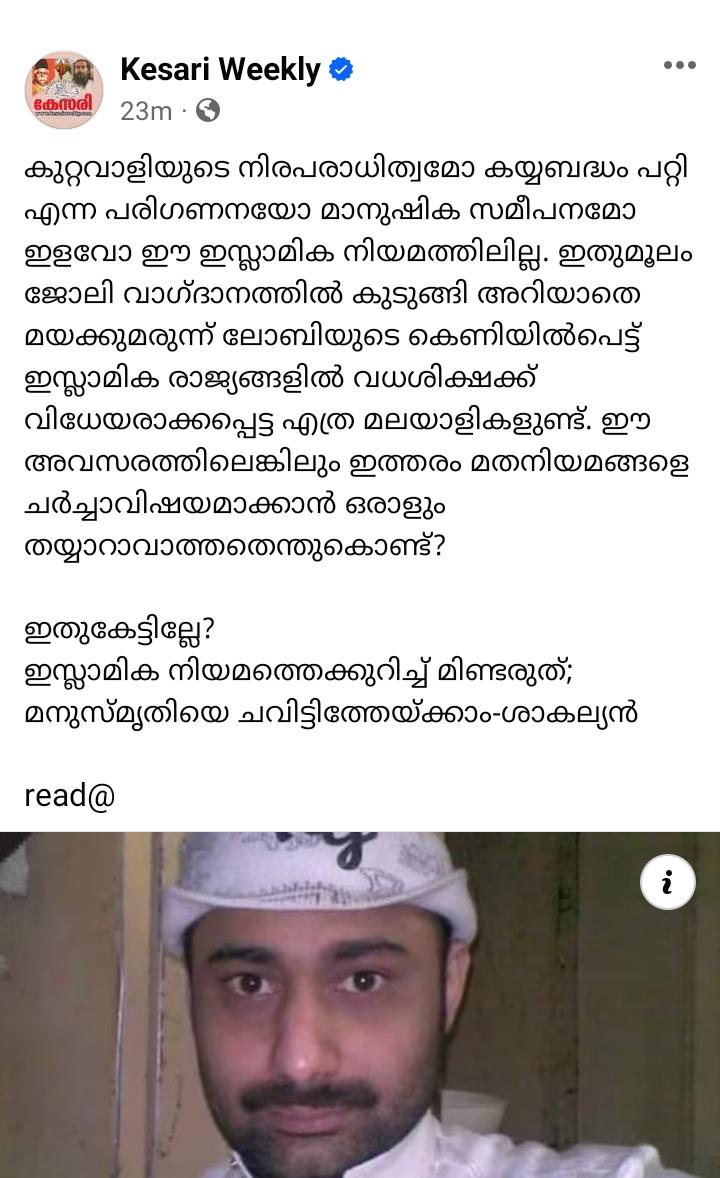 Kesari Weekly
23m ·
കേസരി
കുറ്റവാളിയുടെ നിരപരാധിത്വമോ കയ്യബദ്ധം പറ്റി
എന്ന പരിഗണനയോ മാനുഷിക സമീപനമോ
ഇളവോ ഈ ഇസ്ലാമിക നിയമത്തിലില്ല. ഇതുമൂലം
ജോലി വാഗ്ദാനത്തിൽ കുടുങ്ങി അറിയാതെ
മയക്കുമരുന്ന് ലോബിയുടെ കെണിയിൽപെട്ട്
ഇസ്ലാമിക രാജ്യങ്ങളിൽ വധശിക്ഷക്ക്
വിധേയരാക്കപ്പെട്ട എത്ര മലയാളികളുണ്ട്. ഈ
അവസരത്തിലെങ്കിലും ഇത്തരം മതനിയമങ്ങളെ
ചർച്ചാവിഷയമാക്കാൻ ഒരാളും
തയ്യാറാവാത്തതെന്തുകൊണ്ട്?
ഇതുകേട്ടില്ലേ?
ഇസ്ലാമിക നിയമത്തെക്കുറിച്ച് മിണ്ടരുത്;
മനുസ്മൃതിയെ ചവിട്ടിത്തേയ്ക്കാം-ശാകല്യൻ
read@
i